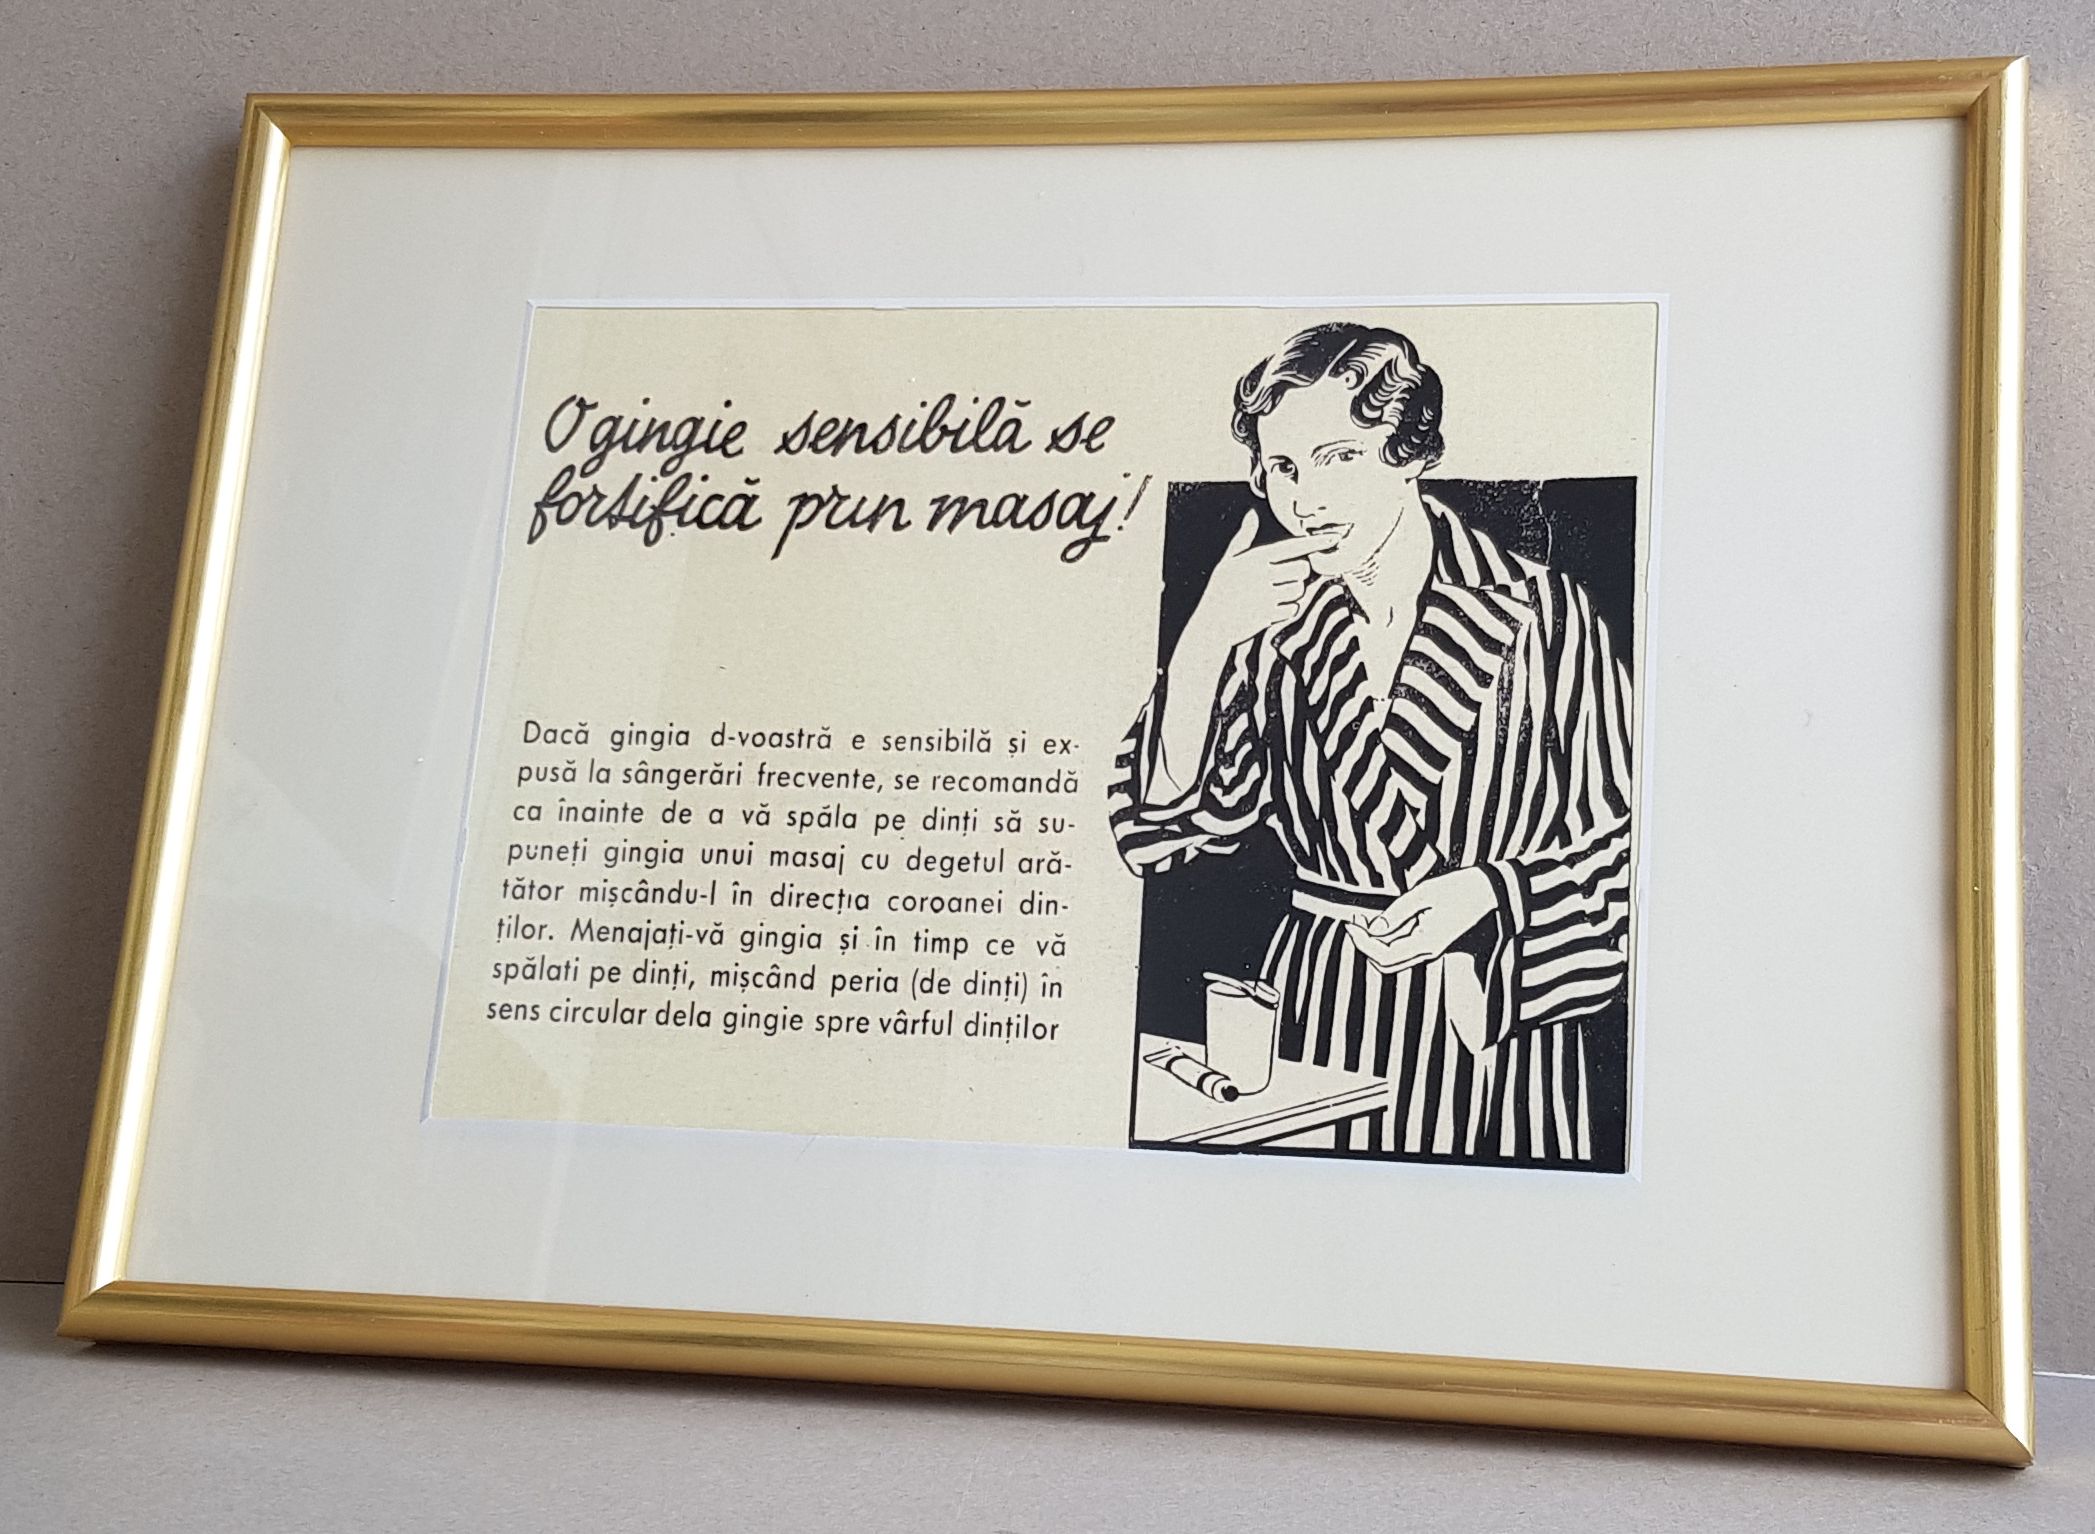 O gingie sensibilă se
fortifică prin masaj!
Dacă gingia d-voastră e sensibilă și ex-
pusă la sângerări frecvente, se recomandă
ca înainte de a vă spăla pe dinți să su-
puneți gingia unui masaj cu degetul ară-
tător mișcându-l în direcția coroanei din-
ților. Menajați-vă gingia și în timp ce vă
spălati pe dinți, mișcând peria (de dinți) în
sens circular dela gingie spre vârful dinților